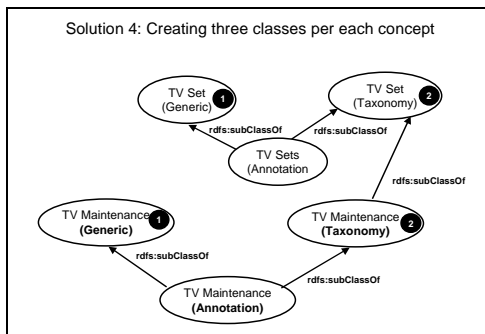 Solution 4: Creating three classes per each concept
TV Set
(Generic)
1
TV Set
(Taxonomy)
2
rdfs:subClassOf
rdfs:subClassOf
TV Sets
(Annotation
rdfs:subClassOf
TV Maintenance
(Generic)
1
TV Maintenance
(Taxonomy)
2
rdfs:subClassOf
rdfs:subClassOf
TV Maintenance
(Annotation)